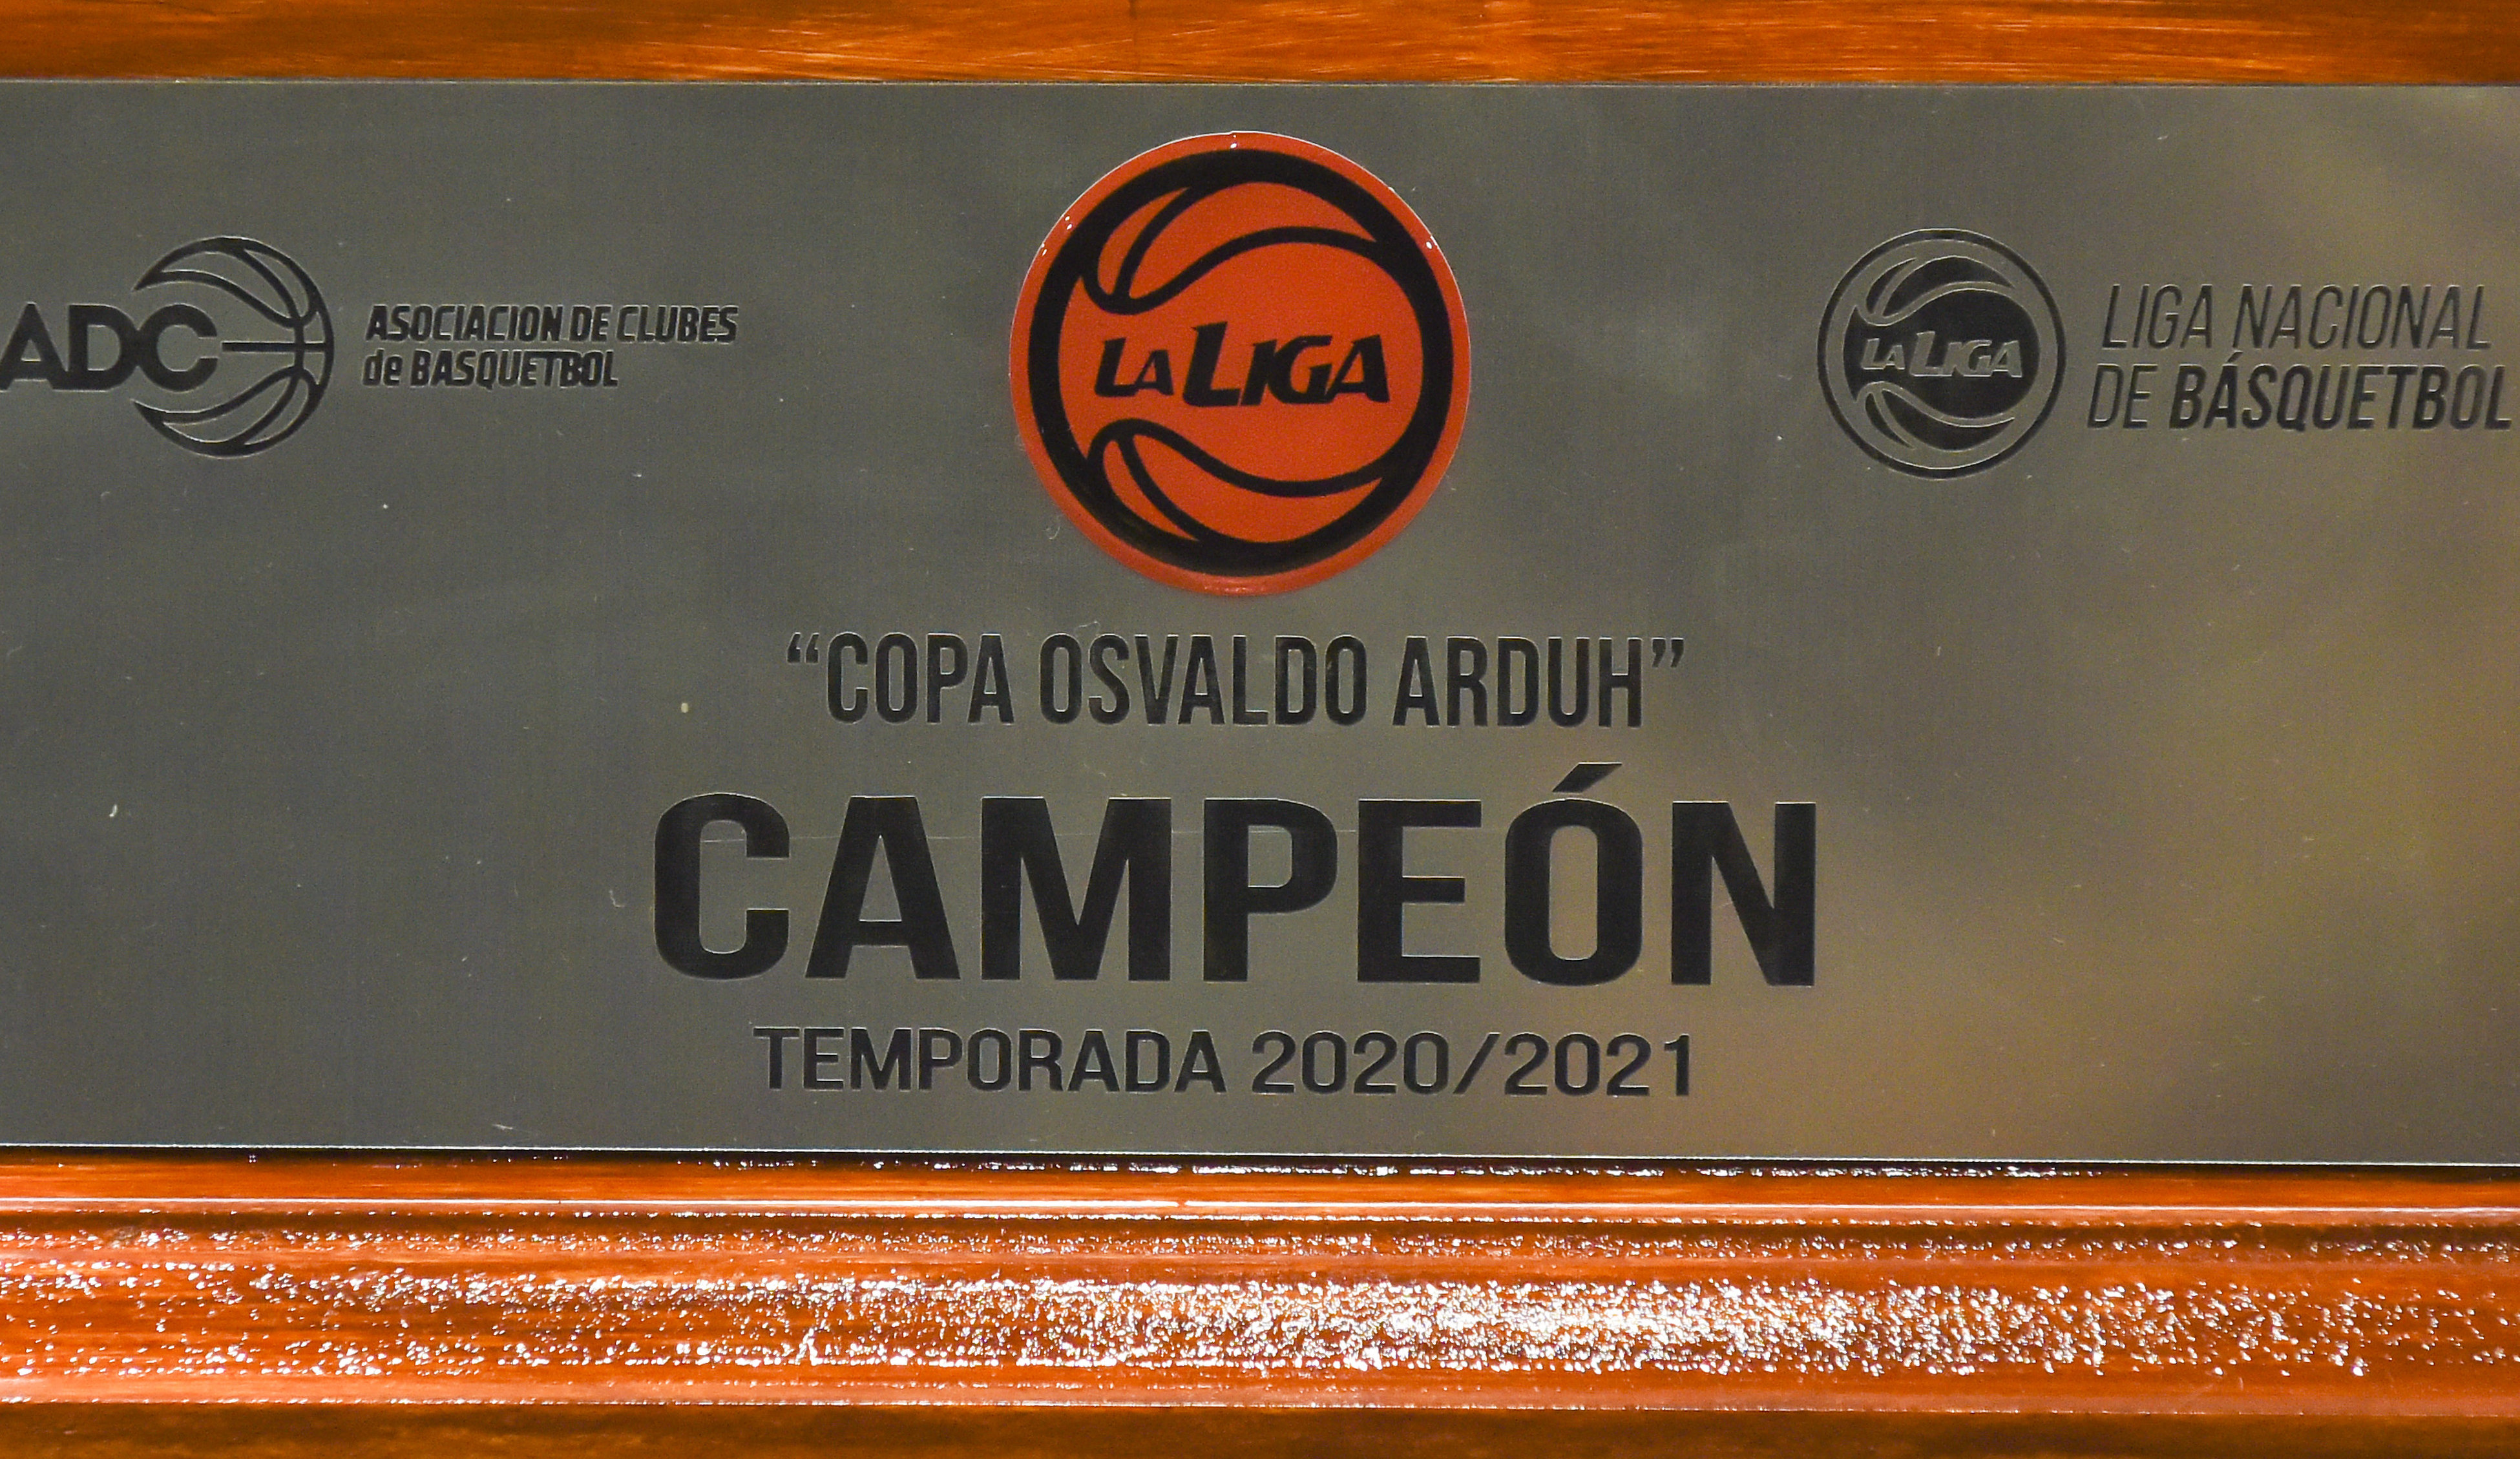 ADC
ASOCIACION DE CLUBES
de BASQUETBOL
LA LIGA
LA LIGA
LIGA NACIONAL
DE BÁSQUETBOL
“COPA OSVALDO ARDUH”
CAMPEÓN
TEMPORADA 2020/2021